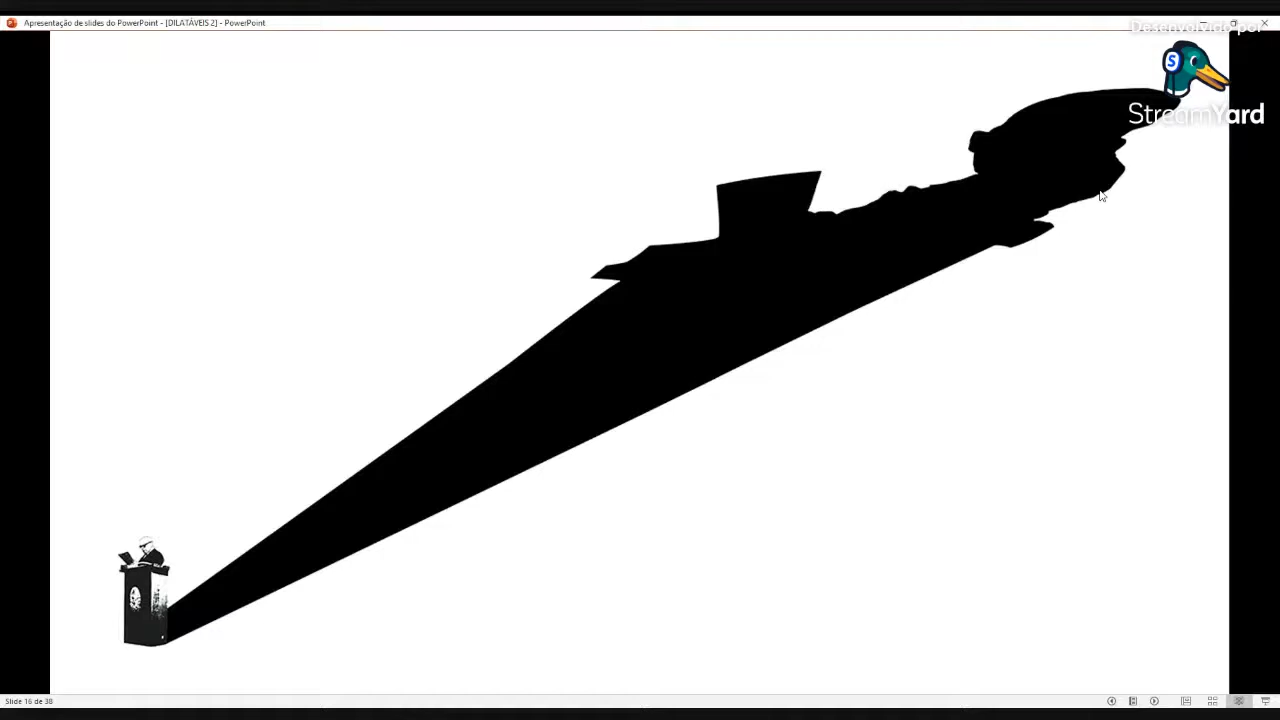 Apresentação de slides do PowerPoint - [DILATÁVEIS 2] - PowerPoint
Desenvolvido por
S
StreamYard
Slide 16 de 38